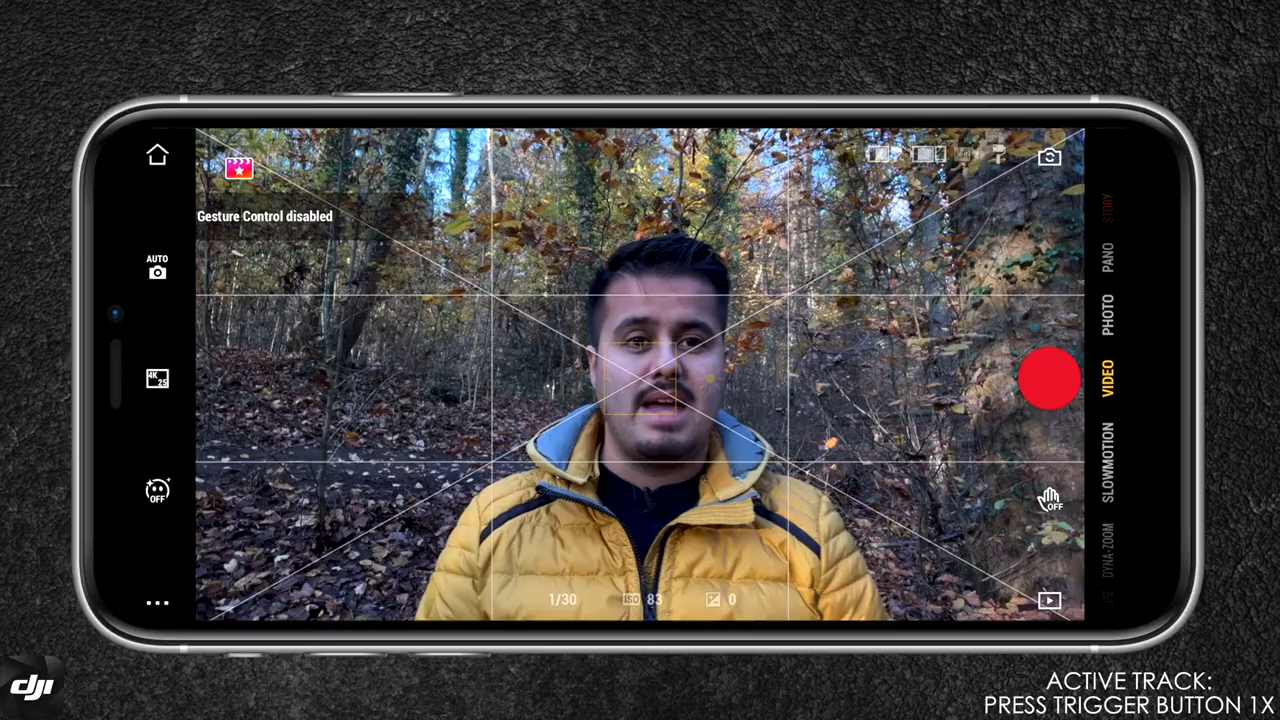 Gesture Control disabled
AUTO
4K
25
OFF
STORY
PANO
PHOTO
VIDEO
SLOWMOTION
DYNA-ZOOM
OFF
1/30 ISO 83 0
dji
ACTIVE TRACK:
PRESS TRIGGER BUTTON 1X